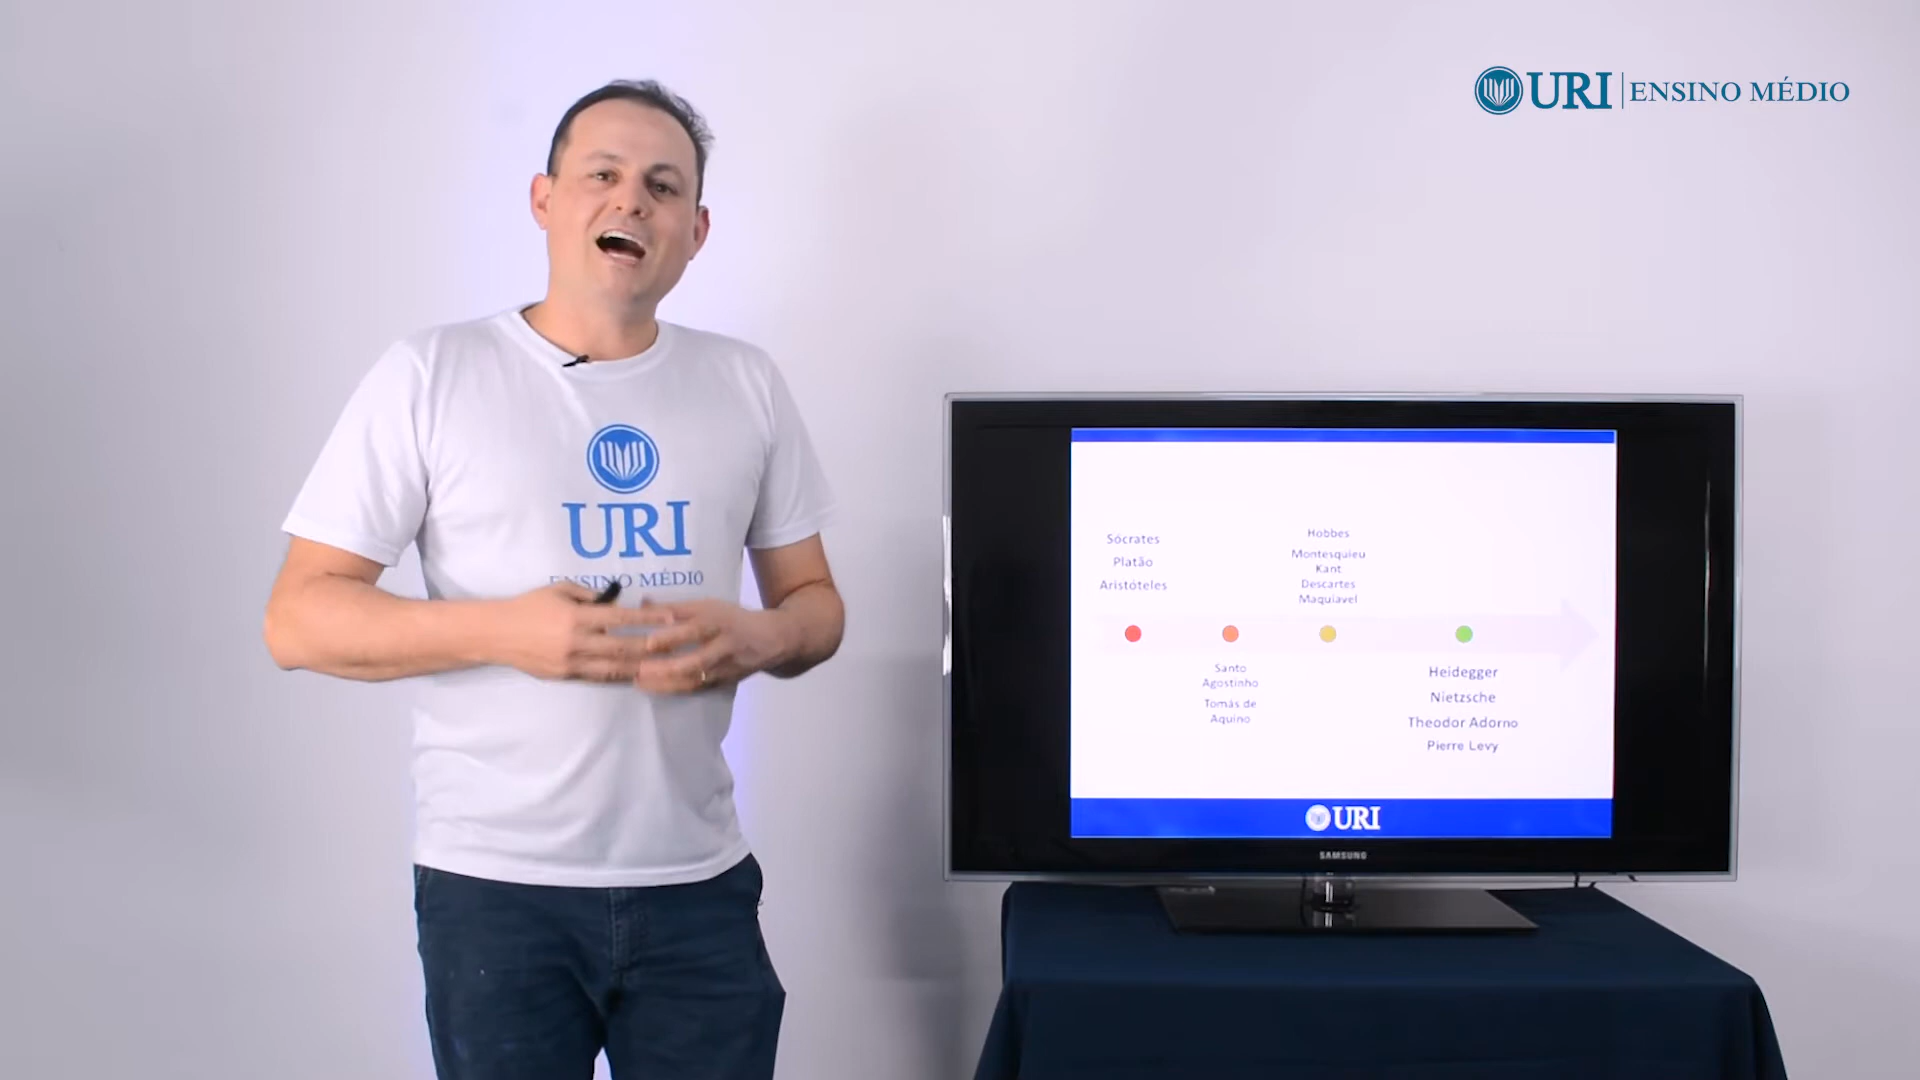 URI ENSINO MÉDIO
URI
ENSINO MÉDIO
Sócrates
Platão
Aristóteles
Hobbes
Montesquieu
Kant
Descartes
Maquiavel
Santo
Agostinho
Tomás de
Aquino
Heidegger
Nietzsche
Theodor Adorno
Pierre Levy
URI
SAMSUNG